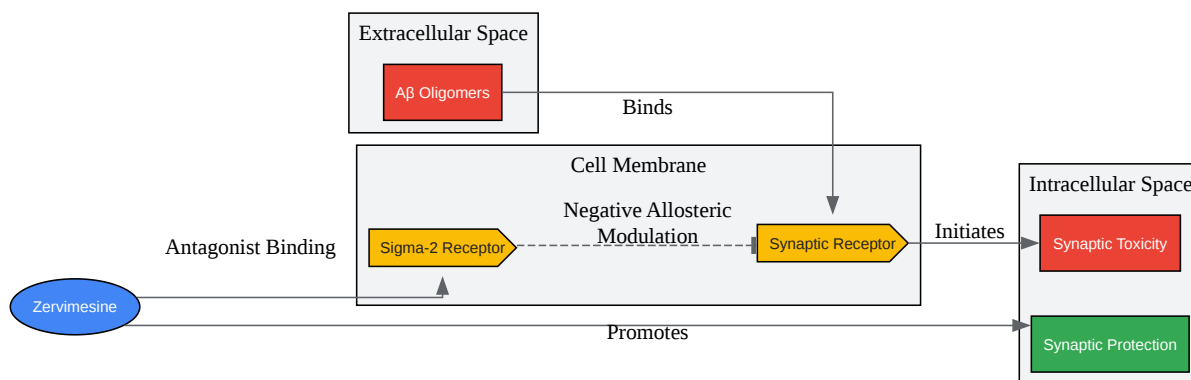 Extracellular Space
Aβ Oligomers
Binds
Cell Membrane
Negative Allosteric
Modulation
Sigma-2 Receptor
Synaptic Receptor
Antagonist Binding
Initiates
Intracellular Space
Synaptic Toxicity
Zervimesine
Promotes
Synaptic Protection